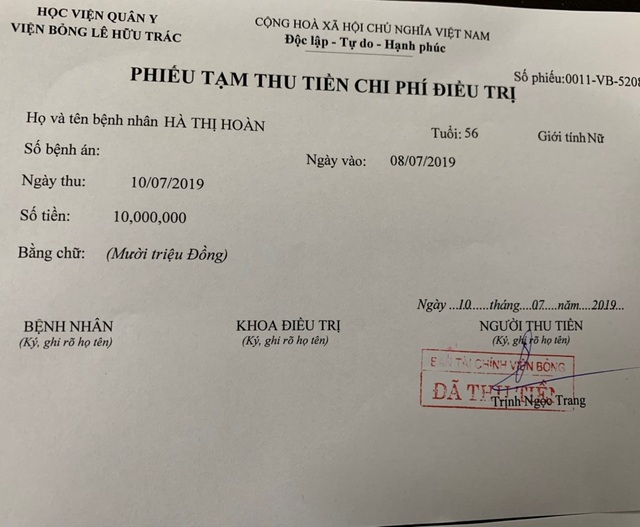 HỌC VIỆN QUÂN Y
VIỆN BỎNG LÊ HỮU TRÁC
CỘNG HOÀ XÃ HỘI CHỦ NGHĨA VIỆT NAM
Độc lập - Tự do - Hạnh phúc
PHIẾU TẠM THU TIỀN CHI PHÍ ĐIỀU TRỊ
Số phiếu:0011-VB-5208
Họ và tên bệnh nhân HÀ THỊ HOÀN
Tuổi: 56
Giới tính Nữ
Số bệnh án:
Ngày vào: 08/07/2019
Ngày thu: 10/07/2019
Số tiền: 10,000,000
Bằng chữ: (Mười triệu Đồng)
Ngày ...10......tháng....07....năm....2019...
BỆNH NHÂN
(Ký, ghi rõ họ tên)
KHOA ĐIỀU TRỊ
(Ký, ghi rõ họ tên)
NGƯỜI THU TIỀN
(Ký, ghi rõ họ tên)
BAN TÀI CHÍNH VIỆN BỎNG
ĐÃ THU TIỀN
Trịnh Ngọc Trang